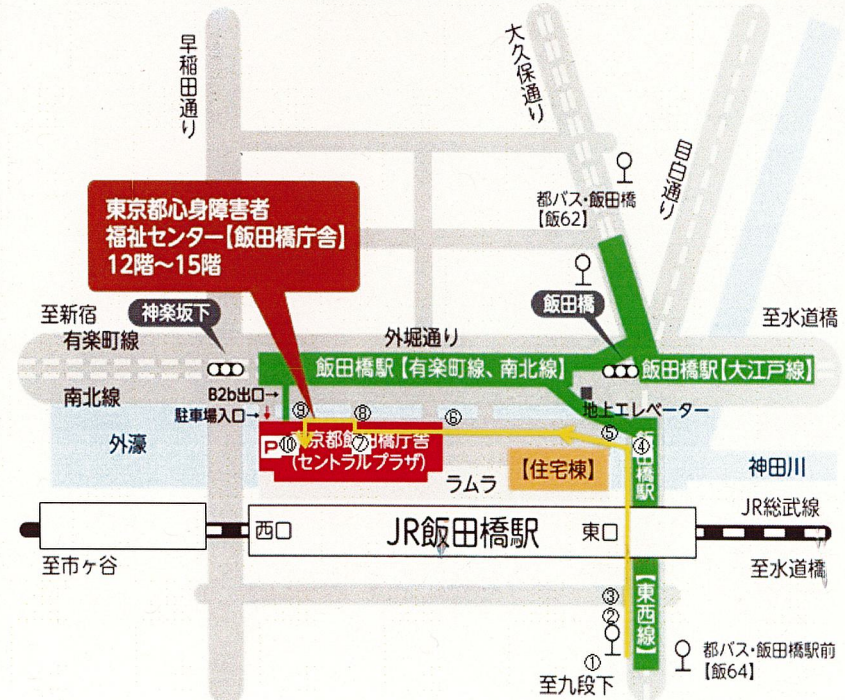 早稲田通り
大久保通り
目白通り
都バス・飯田橋
【飯62】
東京都心身障害者
福祉センター【飯田橋庁舎】
12階～15階
至新宿
神楽坂下
飯田橋
至水道橋
有楽町線
外堀通り
飯田橋駅【有楽町線、南北線】
飯田橋駅【大江戸線】
南北線
B2b出口→
駐車場入口→
地上エレベーター
⑨
⑧
⑥
⑤
外濠
P
⑩
⑦
東京都飯田橋庁舎
(セントラルプラザ)
④
飯田橋駅
【住宅棟】
ラムラ
神田川
JR総武線
西口
JR飯田橋駅
東口
至市ヶ谷
至水道橋
③
②
【東西線】
①
都バス・飯田橋駅前
【飯64】
至九段下